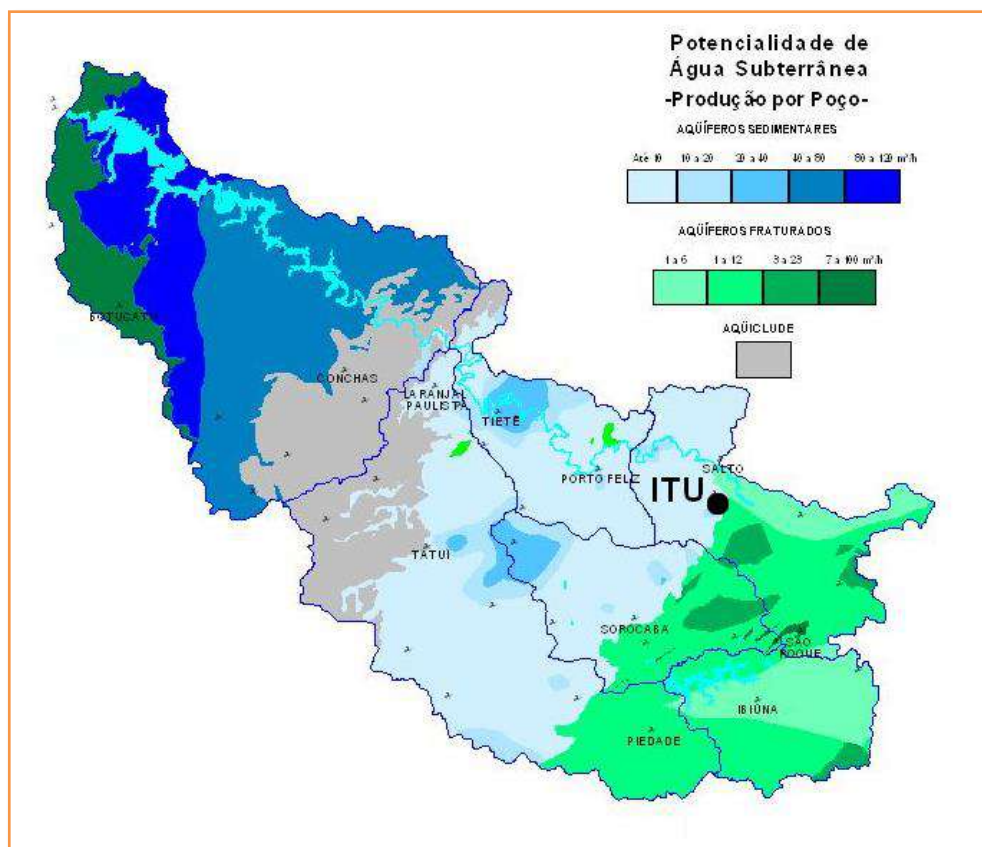 Potencialidade de
Água Subterrânea
-Produção por Poço-
AQÜÍFEROS SEDIMENTARES
Até 10 10 a 20 20 a 40 40 a 80 80 a 120 m³/h
AQÜÍFEROS FRATURADOS
1 a 6 1 a 12 3 a 23 7 a 100 m³/h
AQÜICLUDE
BOTUCATU
CONCHAS
LARANJAL
PAULISTA
TIETE
PORTO FELIZ
SALTO
ITU
TATUÍ
SOROCABA
SÃO
ROQUE
IBIÚNA
PIEDADE